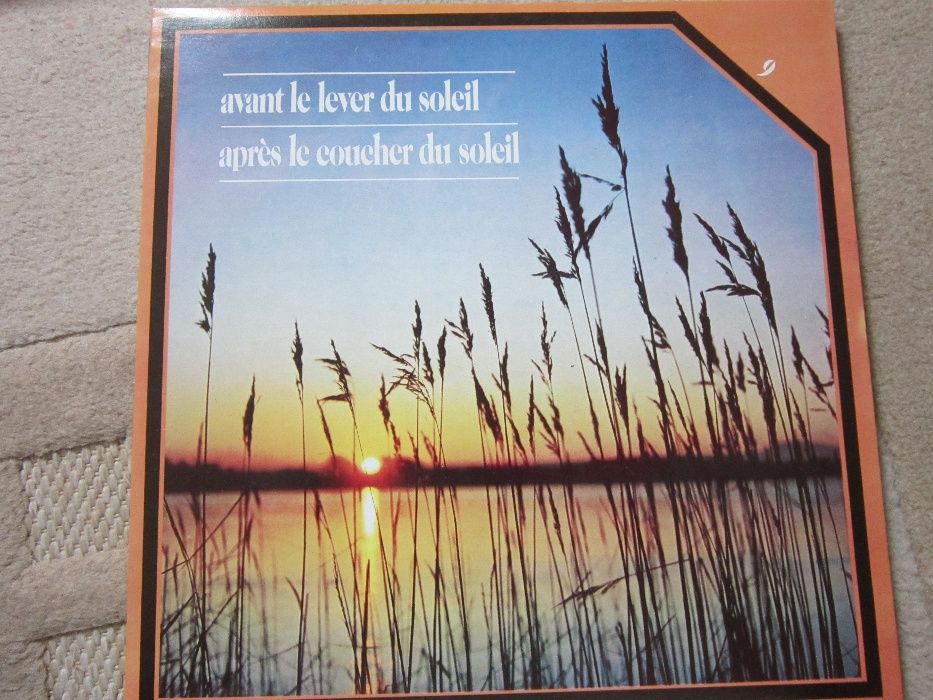 avant le lever du soleil
après le coucher du soleil